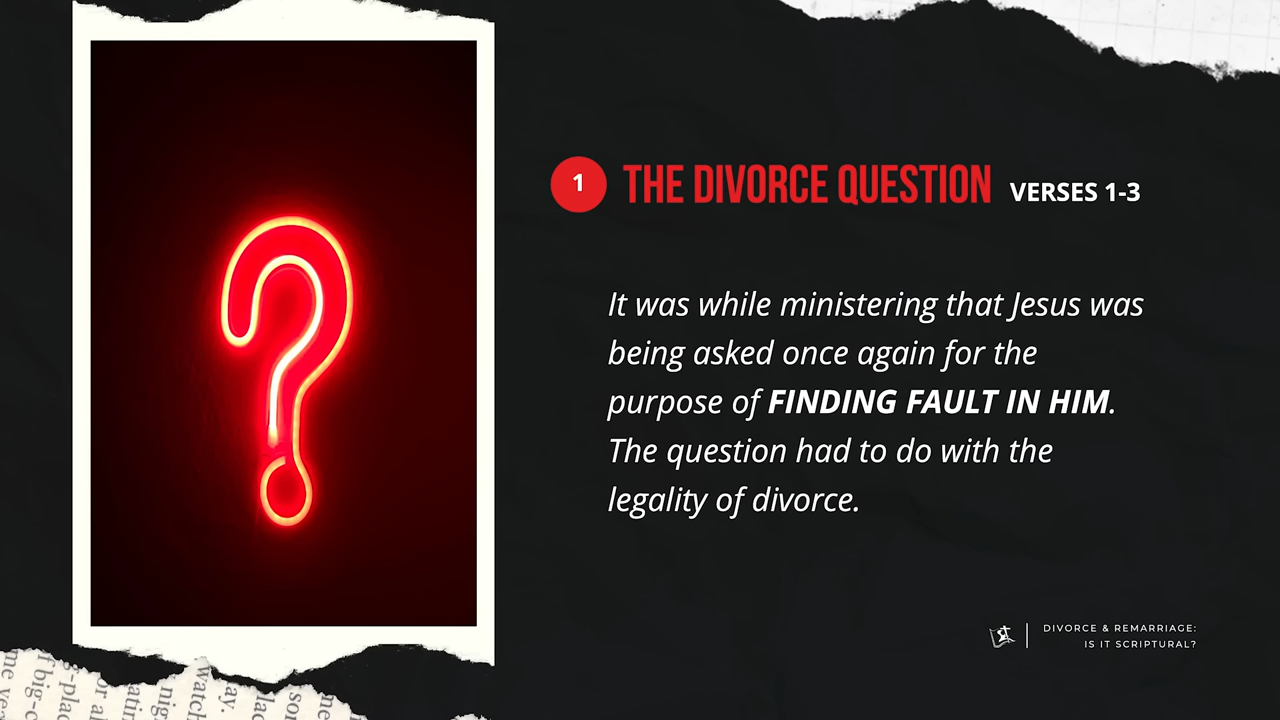 1 THE DIVORCE QUESTION VERSES 1-3
It was while ministering that Jesus was
being asked once again for the
purpose of FINDING FAULT IN HIM.
The question had to do with the
legality of divorce.
DIVORCE & REMARRIAGE:
IS IT SCRIPTURAL?